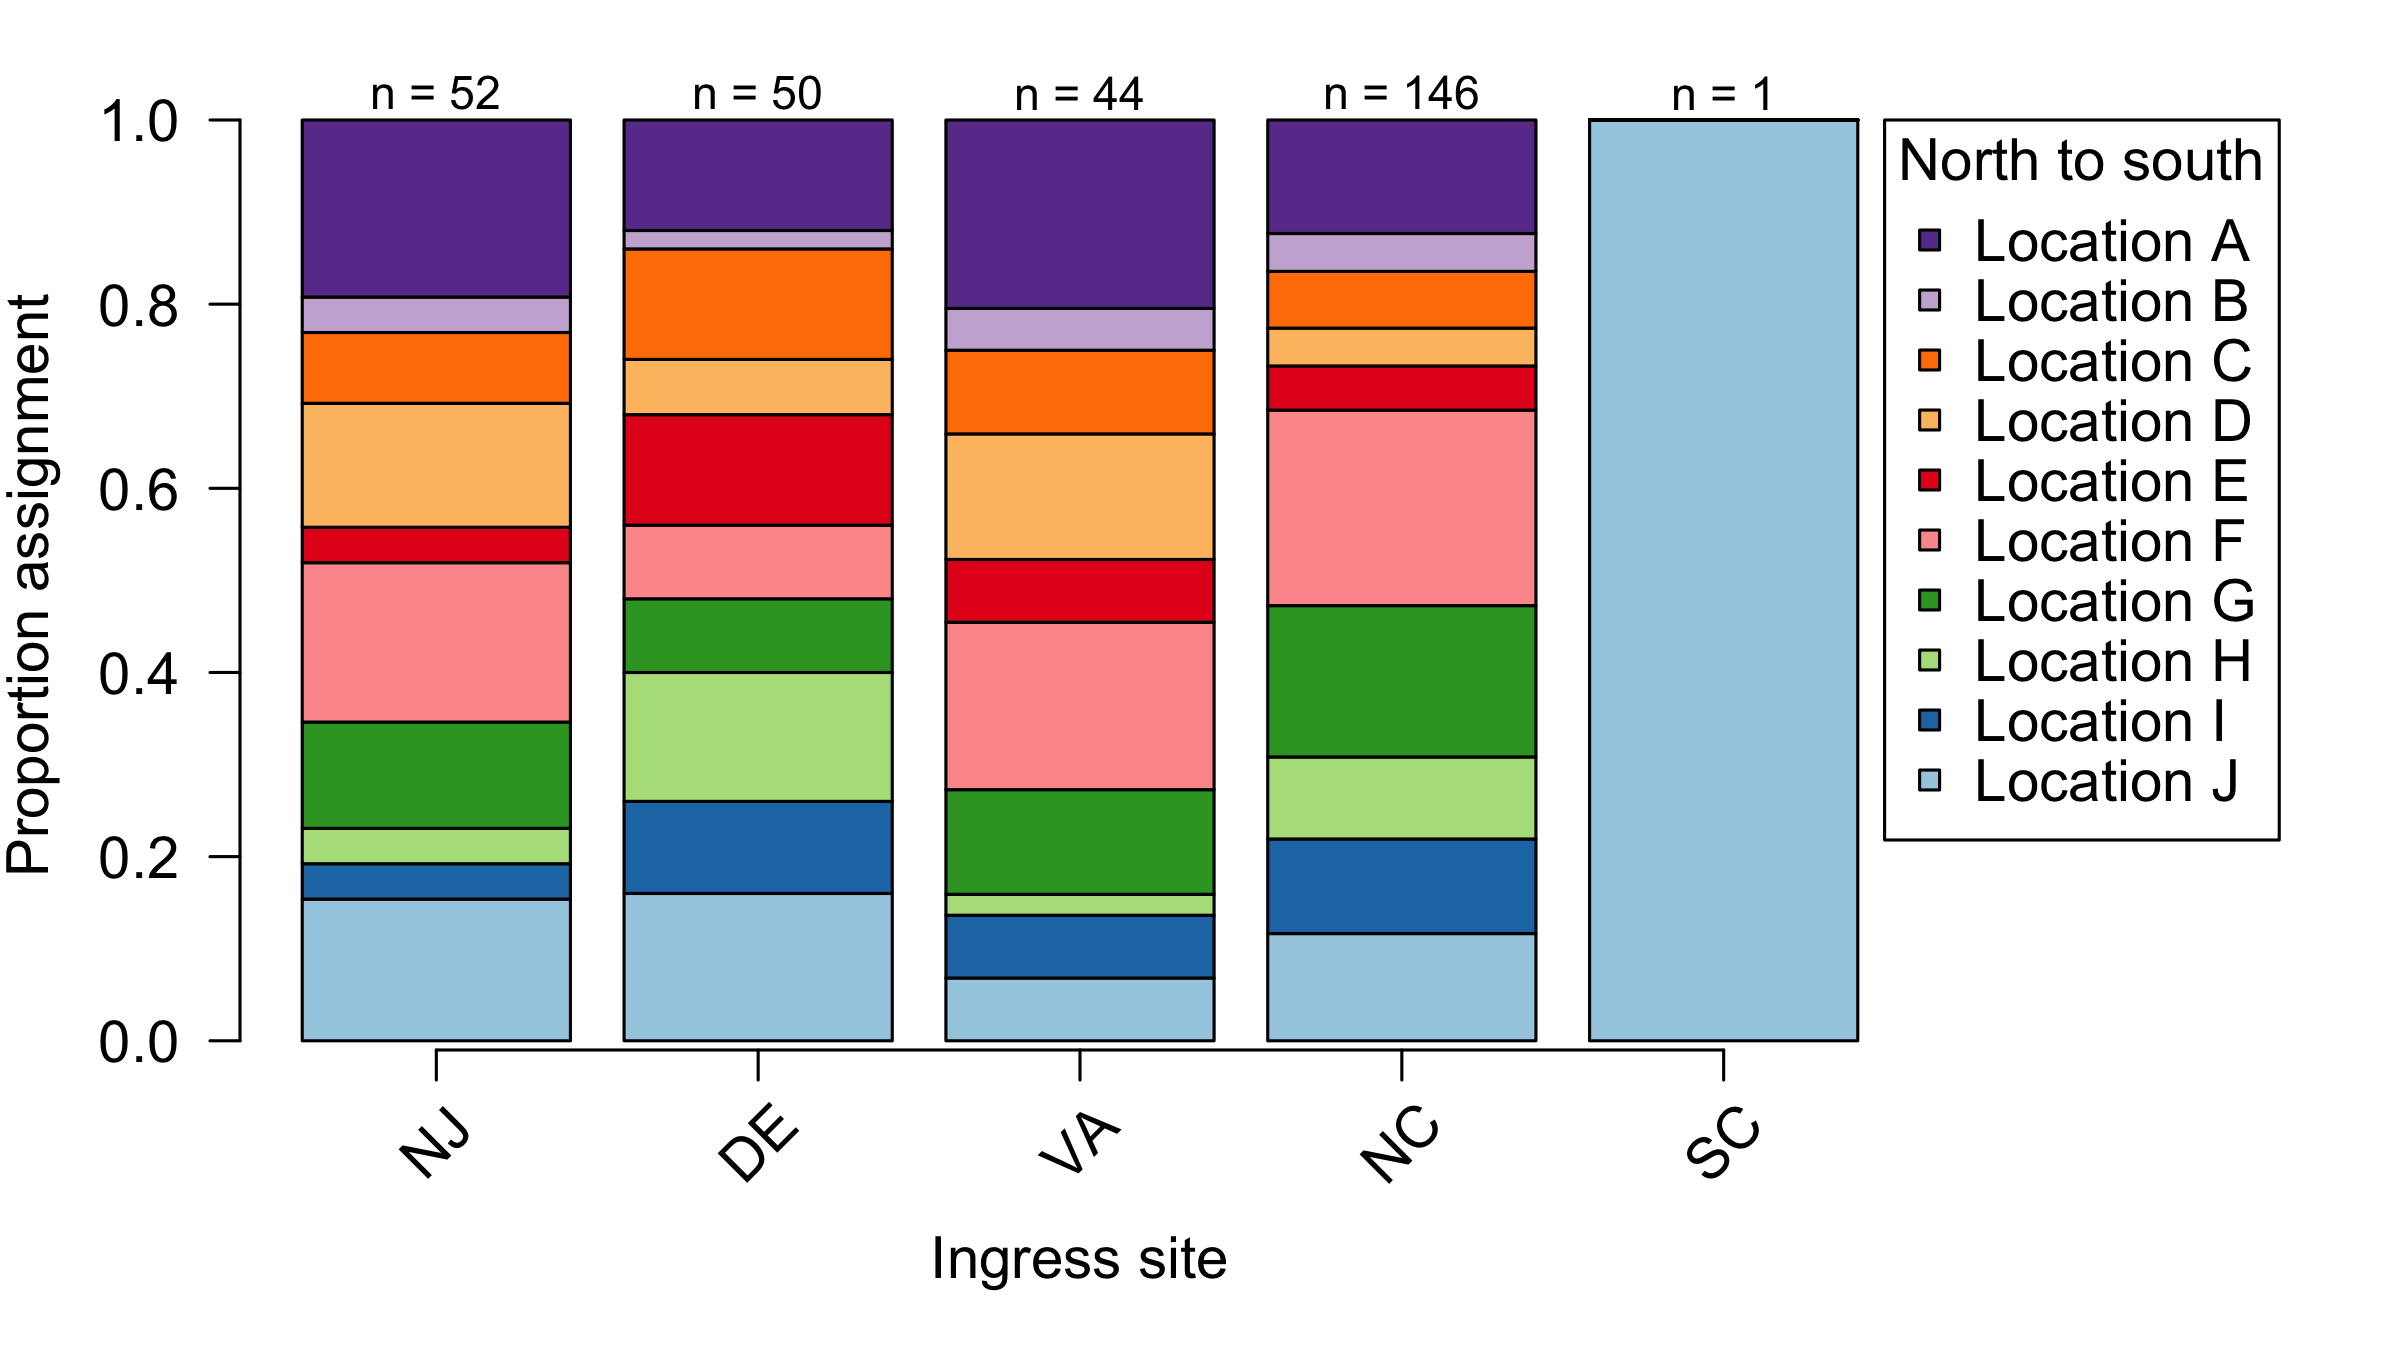 n = 52
n = 50
n = 44
n = 146
n = 1
1.0
0.8
0.6
0.4
0.2
0.0
Proportion assignment
North to south
Location A
Location B
Location C
Location D
Location E
Location F
Location G
Location H
Location I
Location J
NJ
DE
VA
NC
SC
Ingress site